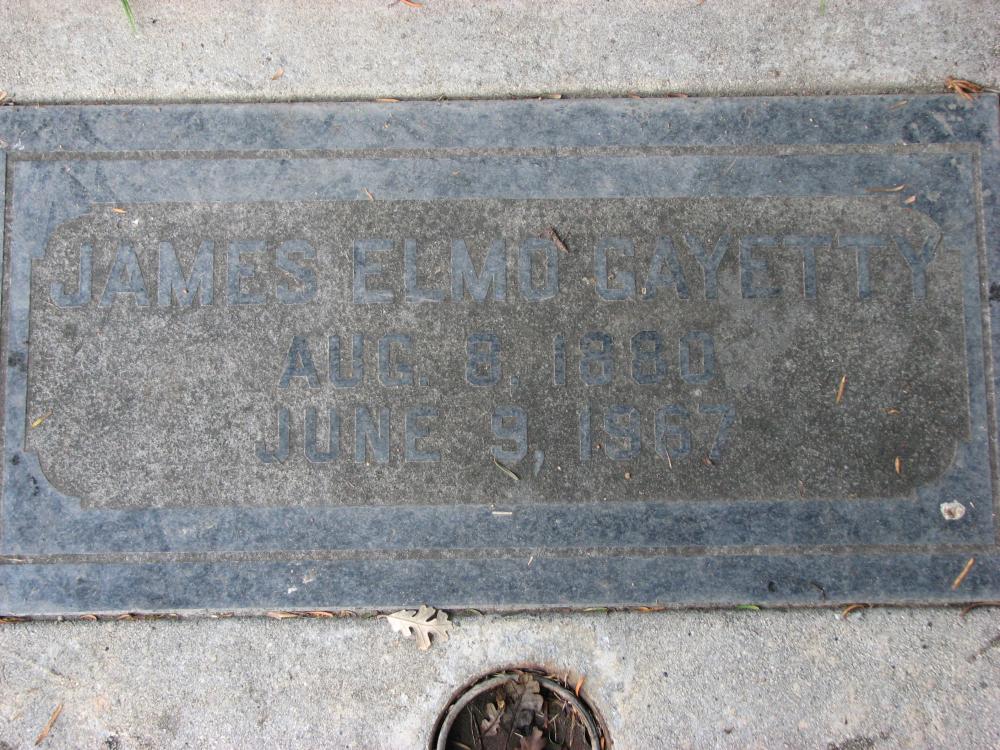 JAMES ELMO GAYETTY
AUG. 8, 1880
JUNE 9, 1967